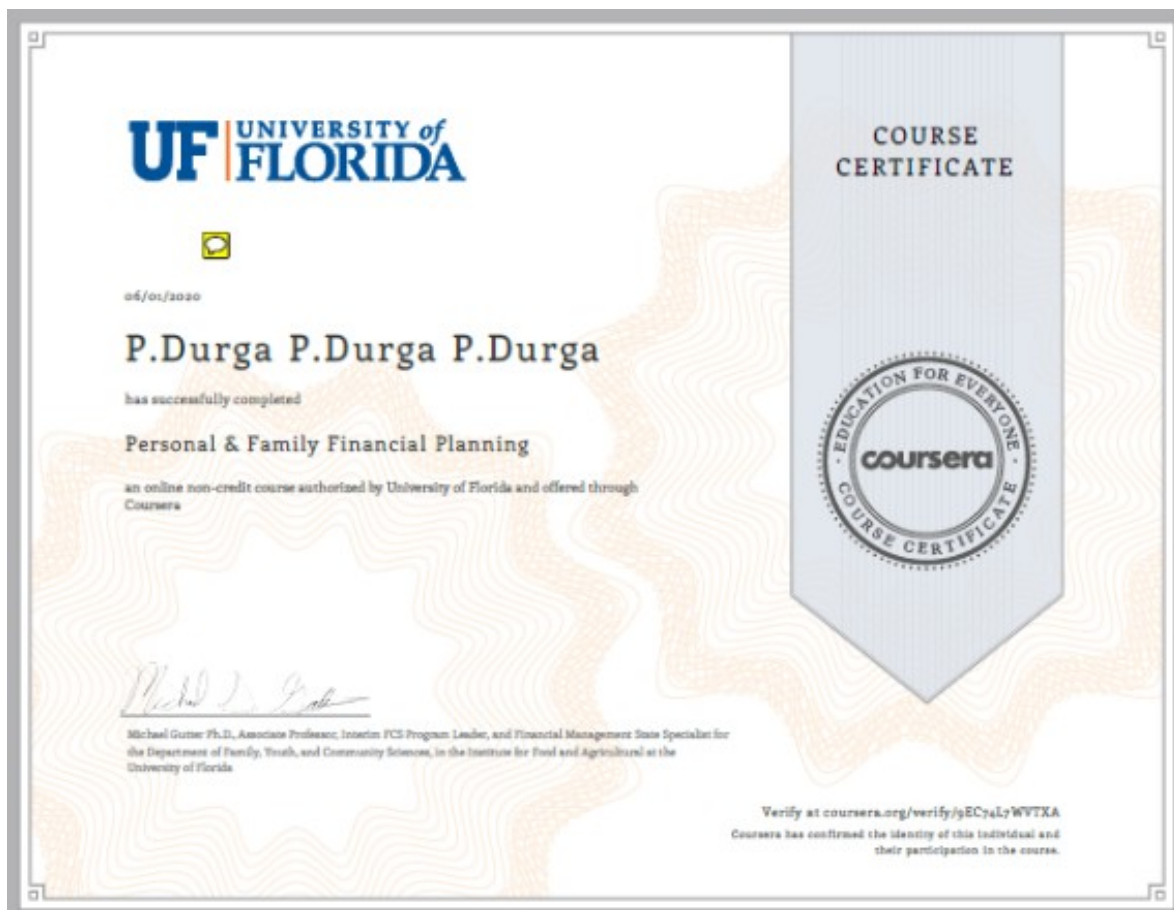 UF UNIVERSITY of
FLORIDA
COURSE
CERTIFICATE
06/01/2020
P.Durga P.Durga P.Durga
has successfully completed
Personal & Family Financial Planning
an online non-credit course authorized by University of Florida and offered through
Coursera
EDUCATION FOR EVERYONE
coursera
COURSE CERTIFICATE
Michael Gutter Ph.D., Associate Professor, Interim FCS Program Leader, and Financial Management State Specialist for
the Department of Family, Youth, and Community Sciences, in the Institute for Food and Agricultural at the
University of Florida
Verify at coursera.org/verify/9EC74L7WVTXA
Coursera has confirmed the identity of this individual and
their participation in the course.